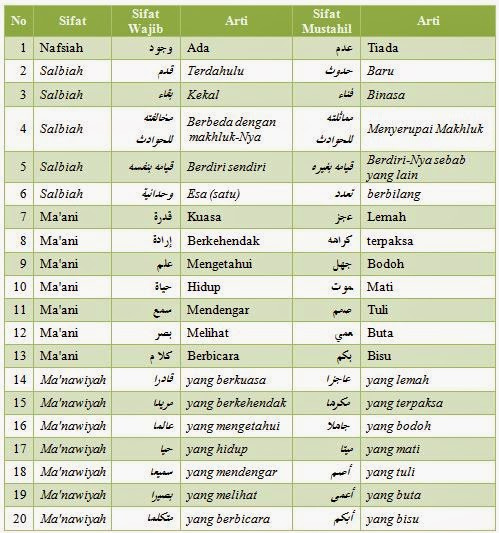 No Sifat Sifat Wajib Arti Sifat Mustahil Arti
1 Nafsiah وجود Ada عدم Tiada
2 Salbiah قدم Terdahulu حدوث Baru
3 Salbiah بقاء Kekal فناء Binasa
4 Salbiah مخالفته للحوادث Berbeda dengan makhluk-Nya مماثلته للحوادث Menyerupai Makhluk
5 Salbiah قيامه بنفسه Berdiri sendiri قيامه بغيره Berdiri-Nya sebab yang lain
6 Salbiah وحدانية Esa (satu) تعدد berbilang
7 Ma'ani قدرة Kuasa عجز Lemah
8 Ma'ani إرادة Berkehendak كراهه terpaksa
9 Ma'ani علم Mengetahui جهل Bodoh
10 Ma'ani حياة Hidup موت Mati
11 Ma'ani سمع Mendengar صمم Tuli
12 Ma'ani بصر Melihat عمي Buta
13 Ma'ani كلا م Berbicara بكم Bisu
14 Ma'nawiyah قادرا yang berkuasa عاجزا yang lemah
15 Ma'nawiyah مريدا yang berkehendak مكرها yang terpaksa
16 Ma'nawiyah عالما yang mengetahui جاهلا yang bodoh
17 Ma'nawiyah حيا yang hidup ميتا yang mati
18 Ma'nawiyah سميعا yang mendengar أصم yang tuli
19 Ma'nawiyah بصيرا yang melihat أعمى yang buta
20 Ma'nawiyah متكلما yang berbicara أبكم yang bisu